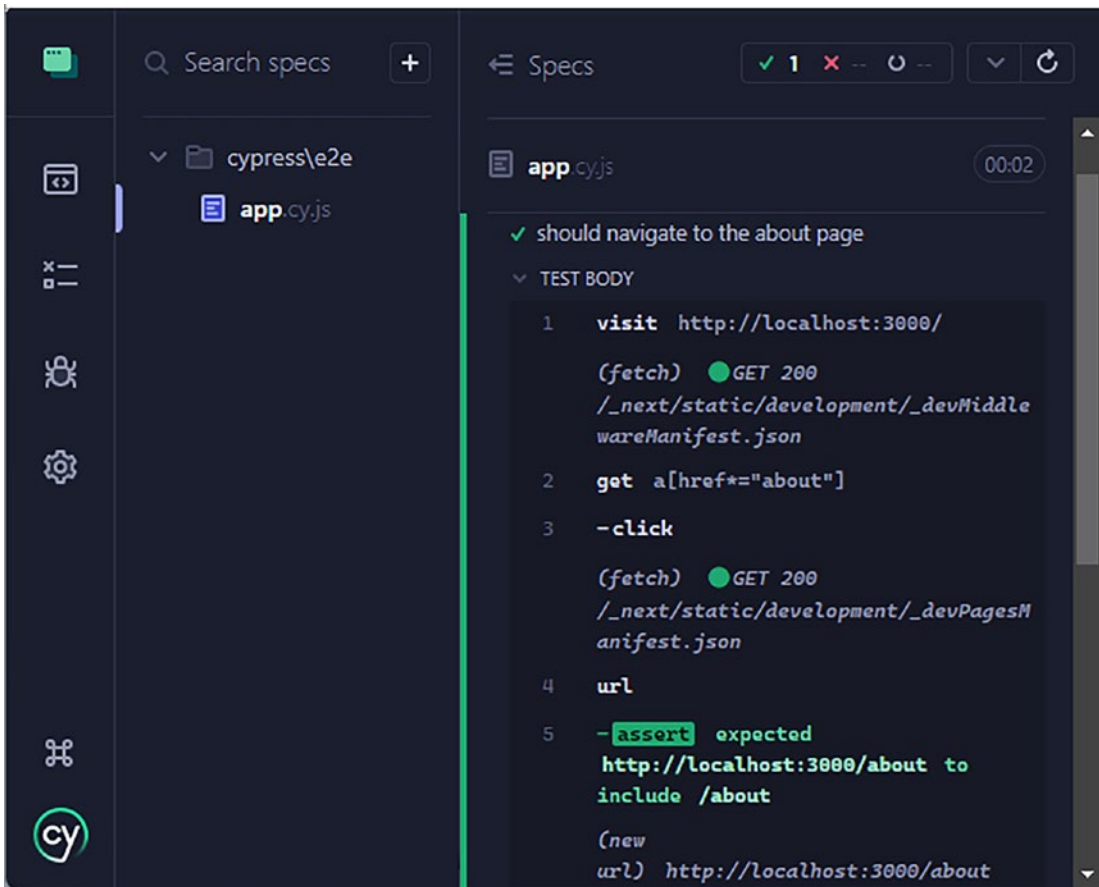 Search specs +
Specs
1 -- --
cypress\e2e
app.cy.js
app.cy.js 00:02
should navigate to the about page
TEST BODY
1 visit http://localhost:3000/
(fetch) GET 200
/_next/static/development/_devMiddle
wareManifest.json
2 get a[href*="about"]
3 -click
(fetch) GET 200
/_next/static/development/_devPagesM
anifest.json
4 url
5 -assert expected
http://localhost:3000/about to
include /about
(new
url) http://localhost:3000/about
cy